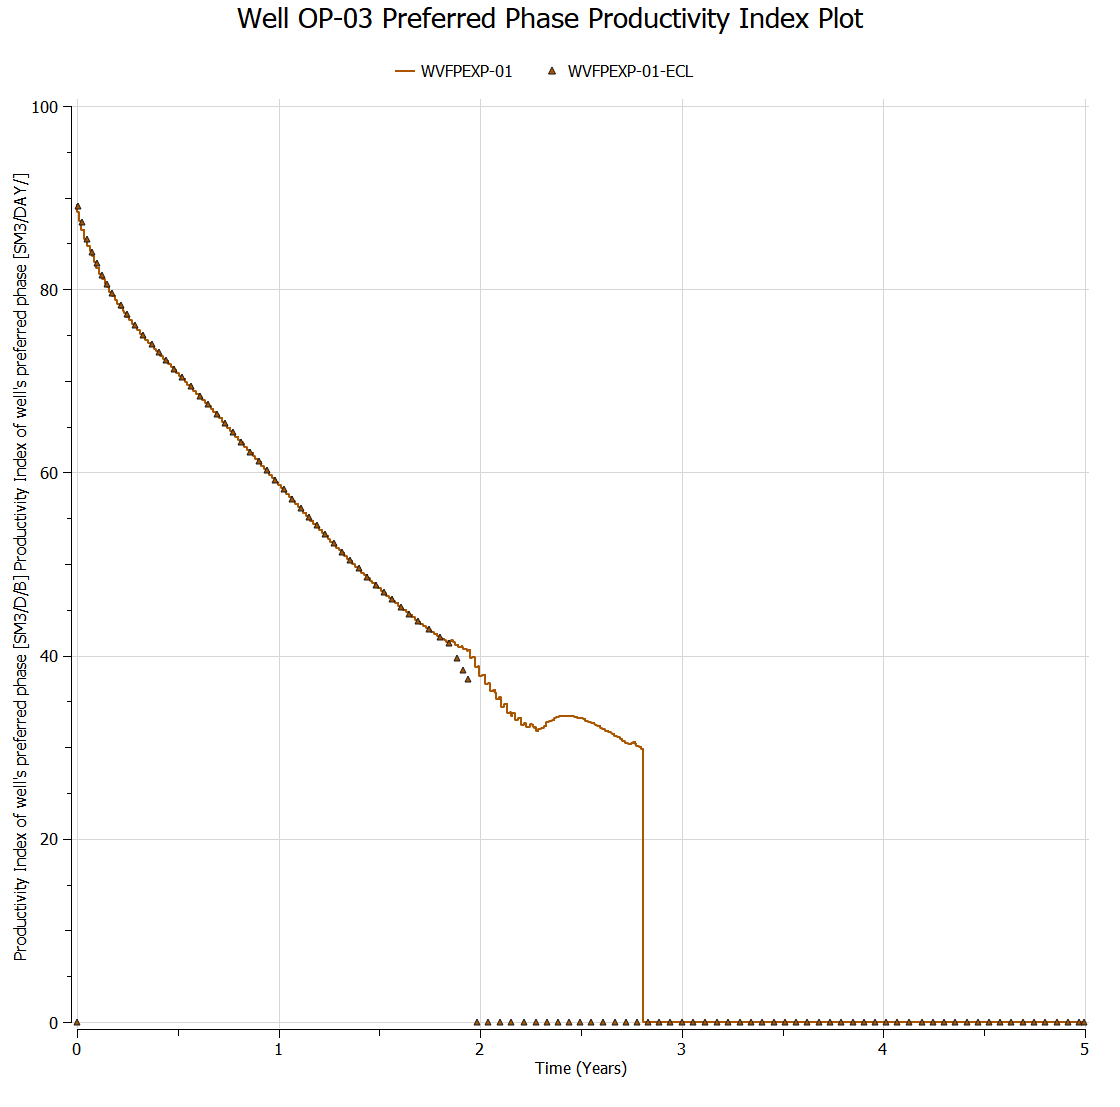 Well OP-03 Preferred Phase Productivity Index Plot
WVFPEXP-01
WVFPEXP-01-ECL
Productivity Index of well's preferred phase [SM3/D/B] Productivity Index of well's preferred phase [SM3/DAY/]
100
80
60
40
20
0
0
1
2
3
4
5
Time (Years)